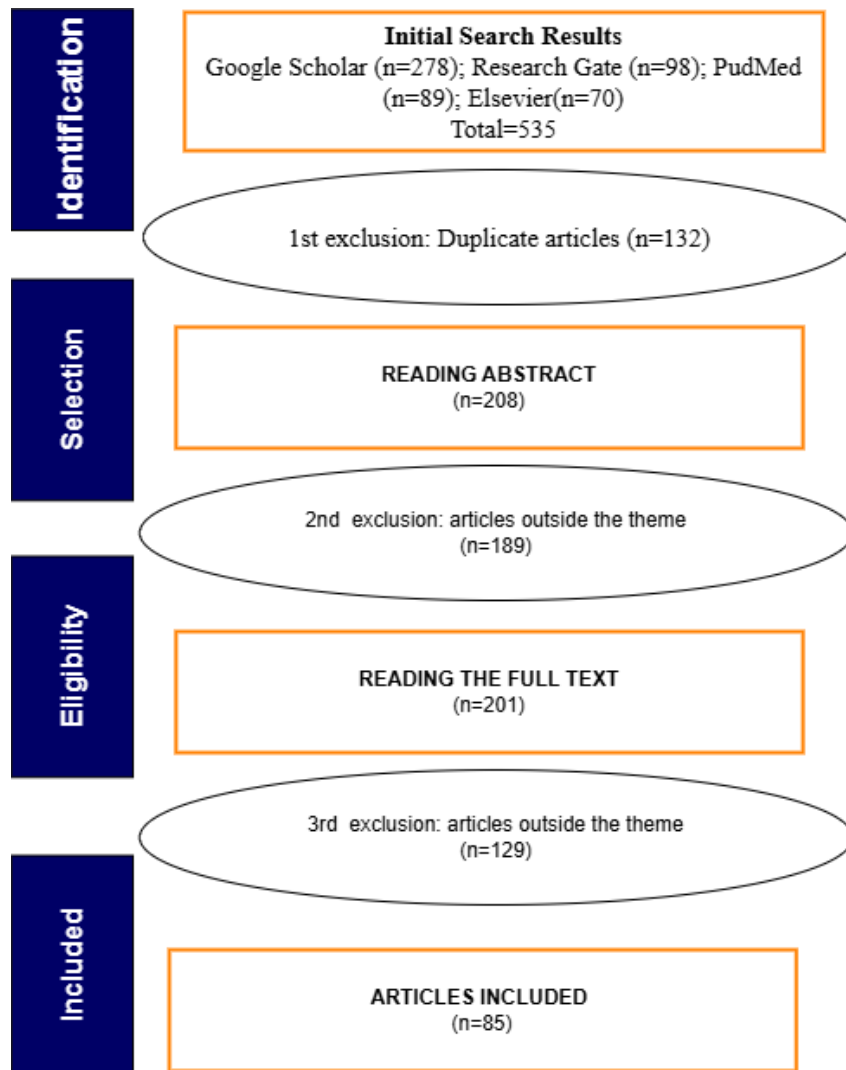 Identification
Initial Search Results
Google Scholar (n=278); Research Gate (n=98); PudMed
(n=89); Elsevier(n=70)
Total=535
1st exclusion: Duplicate articles (n=132)
Selection
READING ABSTRACT
(n=208)
2nd exclusion: articles outside the theme
(n=189)
Eligibility
READING THE FULL TEXT
(n=201)
3rd exclusion: articles outside the theme
(n=129)
Included
ARTICLES INCLUDED
(n=85)